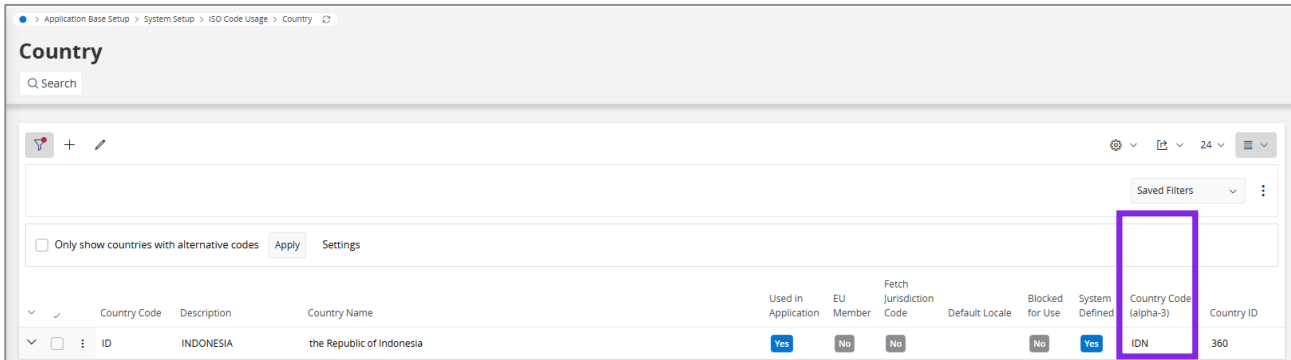 > Application Base Setup > System Setup > ISO Code Usage > Country
Country
Search
24
Saved Filters
Only show countries with alternative codes Apply Settings
Country Code Description Country Name Used in Application EU Member Fetch Jurisdiction Code Default Locale Blocked for Use System Defined Country Code (alpha-3) Country ID
ID INDONESIA the Republic of Indonesia Yes No No No Yes IDN 360